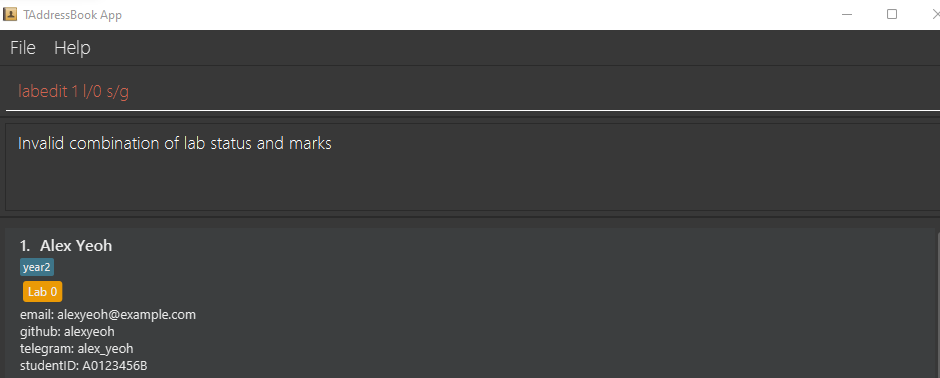 TAddressBook App
File Help
labedit 1 l/0 s/g
Invalid combination of lab status and marks
1. Alex Yeoh
year2
Lab 0
email: alexyeoh@example.com
github: alexyeoh
telegram: alex_yeoh
studentID: A0123456B